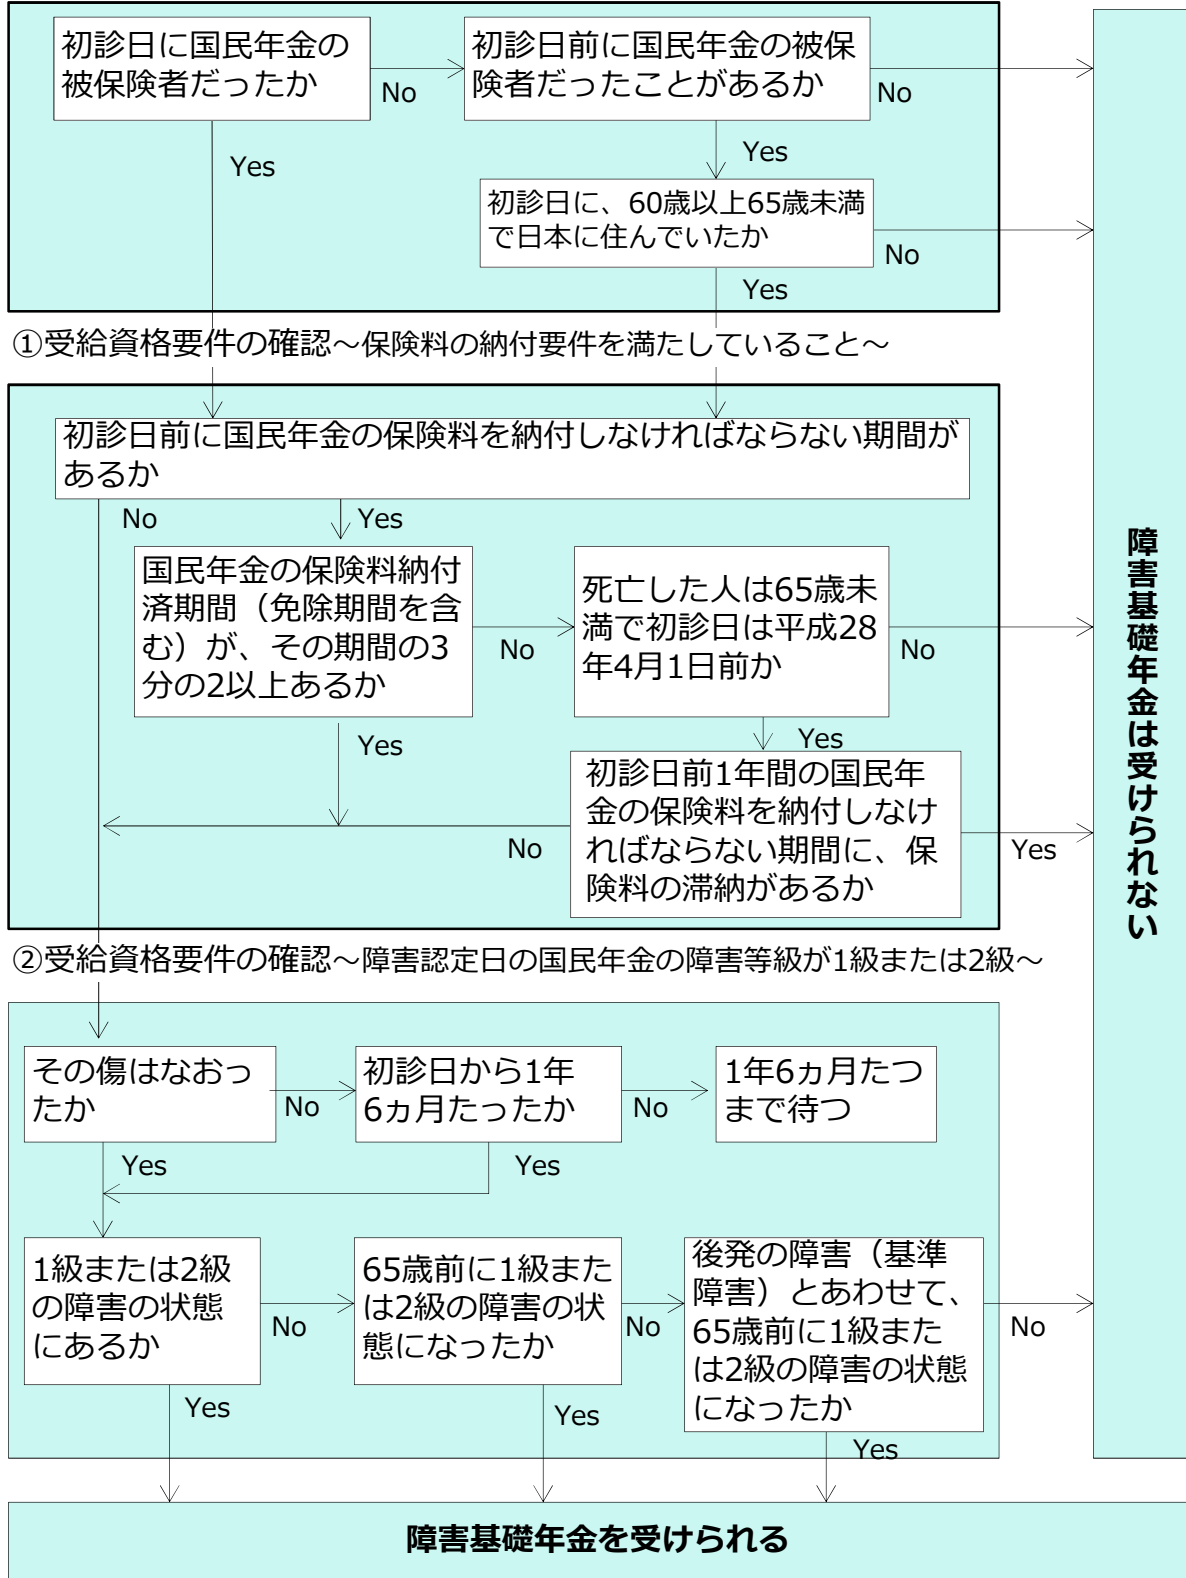 初診日に国民年金の
被保険者だったか
No
初診日前に国民年金の被保
険者だったことがあるか
No
Yes
Yes
初診日に、60歳以上65歳未満
で日本に住んでいたか
No
Yes
①受給資格要件の確認～保険料の納付要件を満たしていること～
初診日前に国民年金の保険料を納付しなければならない期間が
あるか
No
Yes
国民年金の保険料納付
済期間（免除期間を含
む）が、その期間の3
分の2以上あるか
No
死亡した人は65歳未
満で初診日は平成28
年4月1日前か
No
Yes
Yes
初診日前1年間の国民年
金の保険料を納付しなけ
ればならない期間に、保
険料の滞納があるか
No
Yes
②受給資格要件の確認～障害認定日の国民年金の障害等級が1級または2級～
その傷はなおっ
たか
No
初診日から1年
6ヵ月たったか
No
1年6ヵ月たつ
まで待つ
Yes
Yes
1級または2級
の障害の状態
にあるか
No
65歳前に1級また
は2級の障害の状
態になったか
No
後発の障害（基準
障害）とあわせて、
65歳前に1級また
は2級の障害の状態
になったか
No
Yes
Yes
Yes
障害基礎年金は受けられない
障害基礎年金を受けられる